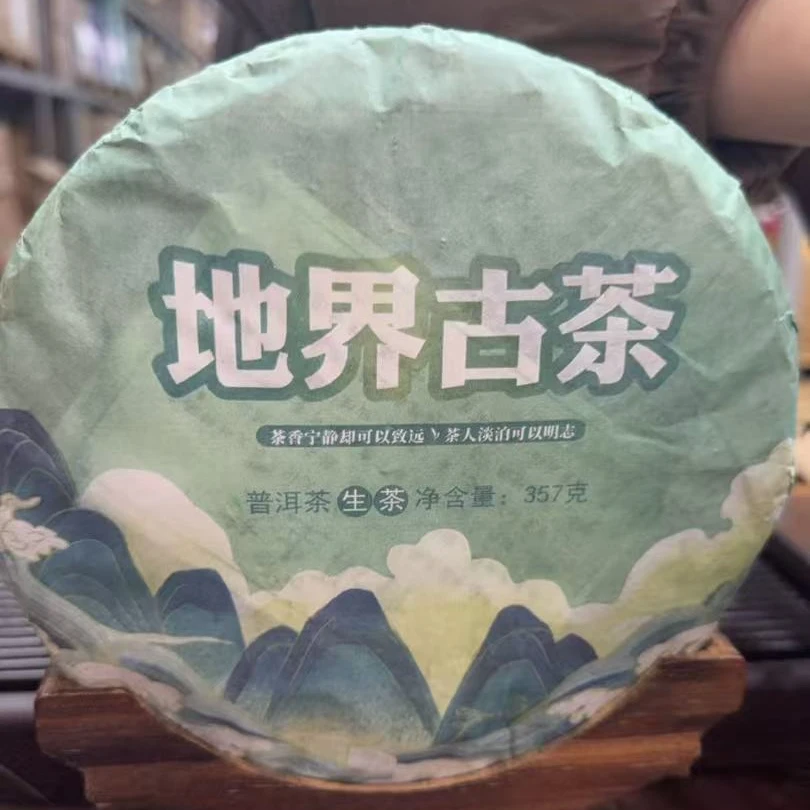 地界古茶
茶香宁静却可以致远 茶人淡泊可以明志
普洱茶生茶 净含量：357克